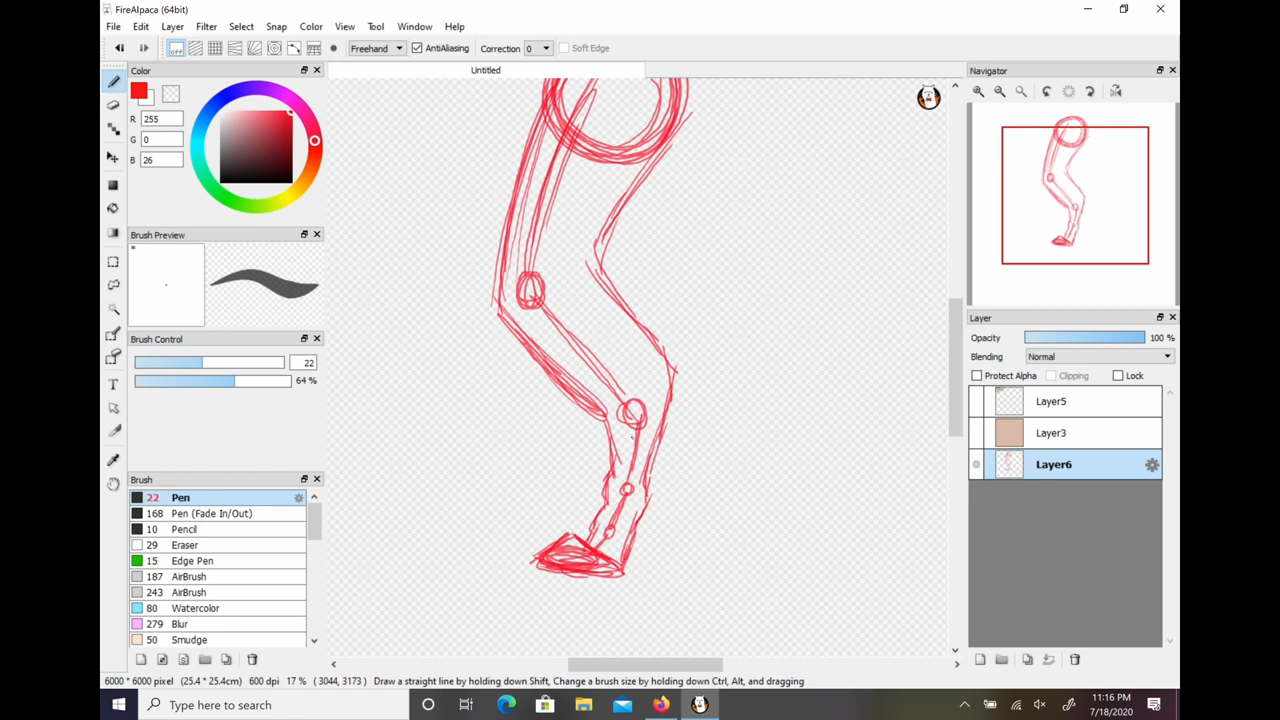 FireAlpaca (64bit)
File Edit Layer Filter Select Snap Color View Tool Window Help
off Freehand AntiAliasing Correction 0 Soft Edge
Color
Untitled
Navigator
R 255
G 0
B 26
Brush Preview
*
Layer
Opacity 100 %
Blending Normal
Protect Alpha Clipping Lock
Brush Control
22
64 %
Layer5
Layer3
Layer6
Brush
22 Pen
168 Pen (Fade In/Out)
10 Pencil
29 Eraser
15 Edge Pen
187 AirBrush
243 AirBrush
80 Watercolor
279 Blur
50 Smudge
6000 * 6000 pixel (25.4 * 25.4cm) 600 dpi 17 % ( 3044, 3173 ) Draw a straight line by holding down Shift, Change a brush size by holding down Ctrl, Alt, and dragging
Type here to search
11:16 PM
7/18/2020